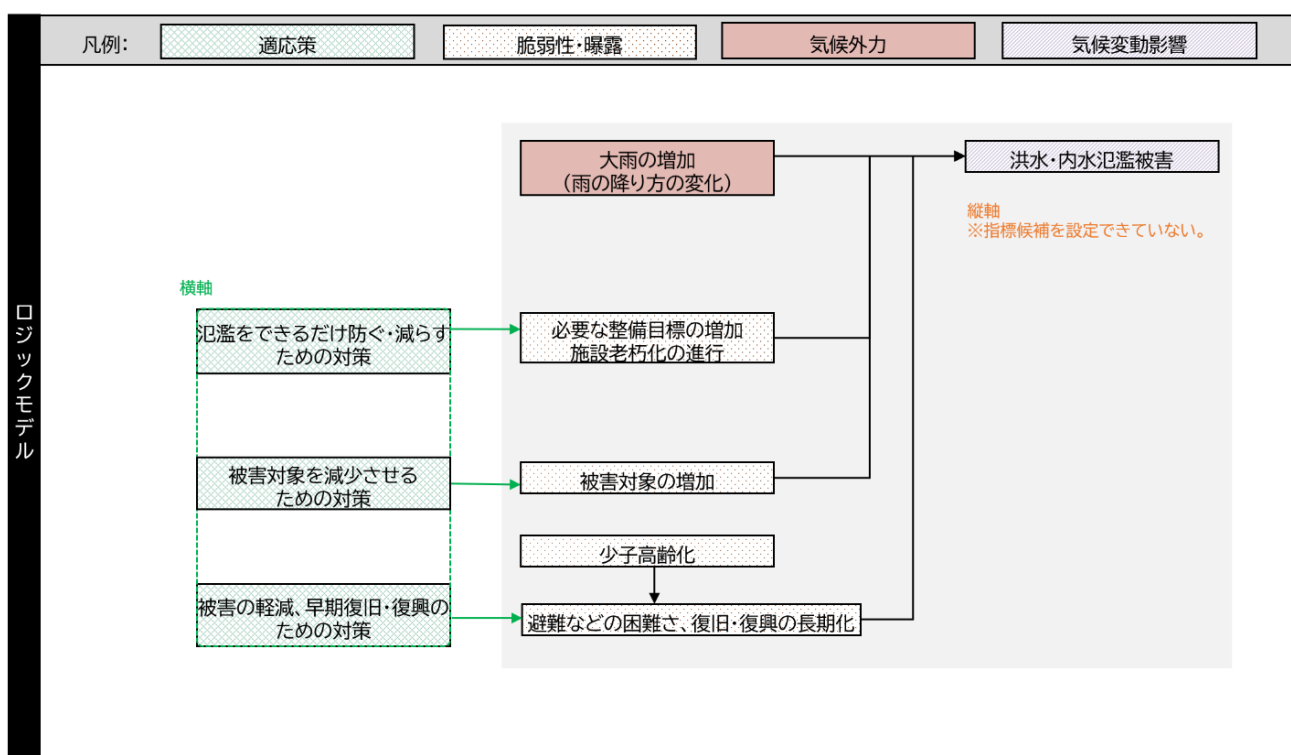 凡例:
適応策
脆弱性・曝露
気候外力
気候変動影響
ロジックモデル
大雨の増加
(雨の降り方の変化)
洪水・内水氾濫被害
縦軸
※指標候補を設定できていない。
横軸
氾濫をできるだけ防ぐ・減らす
ための対策
必要な整備目標の増加
施設老朽化の進行
被害対象を減少させる
ための対策
被害対象の増加
少子高齢化
被害の軽減、早期復旧・復興の
ための対策
避難などの困難さ、復旧・復興の長期化